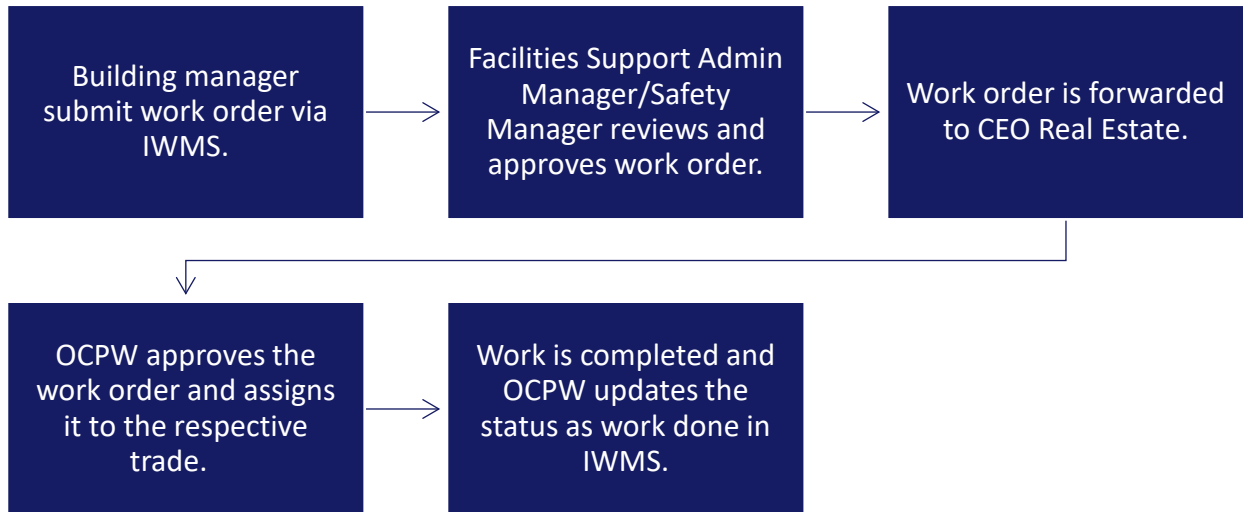 Building manager
submit work order via
IWMS.
Facilities Support Admin
Manager/Safety
Manager reviews and
approves work order.
Work order is forwarded
to CEO Real Estate.
OCPW approves the
work order and assigns
it to the respective
trade.
Work is completed and
OCPW updates the
status as work done in
IWMS.